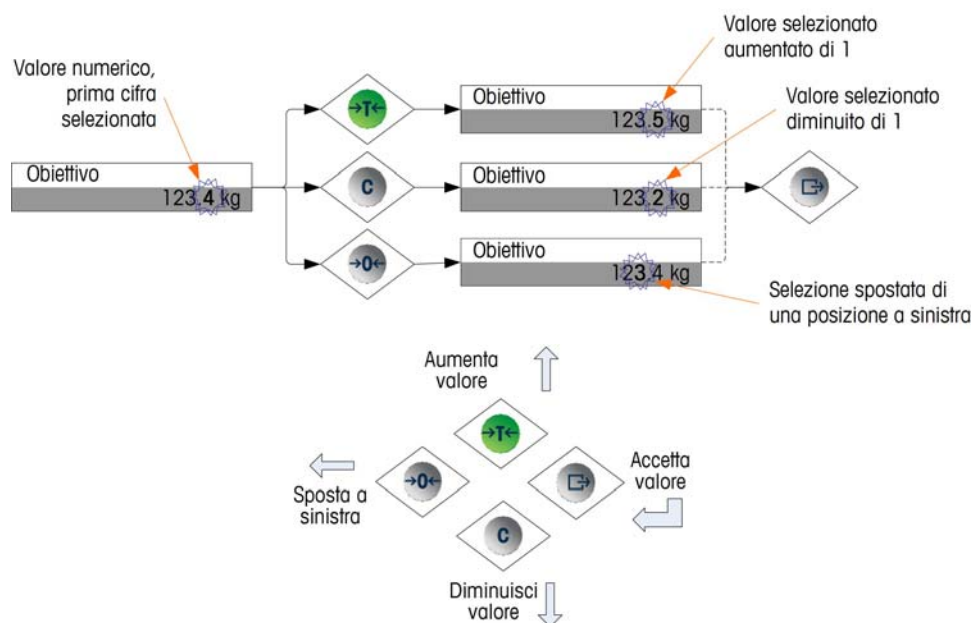 Valore selezionato
aumentato di 1
Valore numerico,
prima cifra
selezionata
→T←
Obiettivo
123.5 kg
Valore selezionato
diminuito di 1
Obiettivo
123.4 kg
C
Obiettivo
123.2 kg
→0←
Obiettivo
123.4 kg
Selezione spostata di
una posizione a sinistra
Aumenta
valore
→T←
→0←
Accetta
valore
Sposta a
sinistra
C
Diminuisci
valore